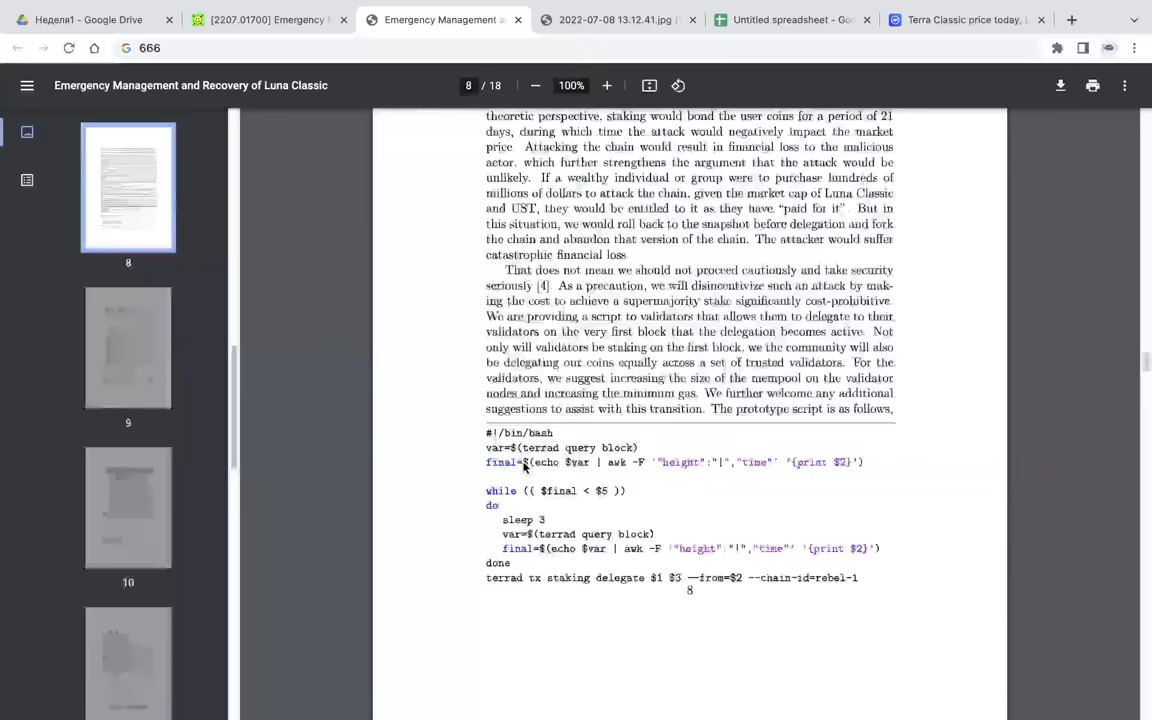 Неделя1 - Google Drive
[2207.01700] Emergency M
Emergency Management a
2022-07-08 13.12.41.jpg (
Untitled spreadsheet - Goo
Terra Classic price today, L
666
Emergency Management and Recovery of Luna Classic
8 / 18
100%
8
9
10
theoretic perspective, staking would bond the user coins for a period of 21
days, during which time the attack would negatively impact the market
price. Attacking the chain would result in financial loss to the malicious
actor, which further strengthens the argument that the attack would be
unlikely. If a wealthy individual or group were to purchase hundreds of
millions of dollars to attack the chain, given the market cap of Luna Classic
and UST, they would be entitled to it as they have “paid for it”. But in
this situation, we would roll back to the snapshot before delegation and fork
the chain and abandon that version of the chain. The attacker would suffer
catastrophic financial loss.
That does not mean we should not proceed cautiously and take security
seriously [4]. As a precaution, we will disincentivize such an attack by mak-
ing the cost to achieve a supermajority stake significantly cost-prohibitive.
We are providing a script to validators that allows them to delegate to their
validators on the very first block that the delegation becomes active. Not
only will validators be staking on the first block, we the community will also
be delegating our coins equally across a set of trusted validators. For the
validators, we suggest increasing the size of the mempool on the validator
nodes and increasing the minimum gas. We further welcome any additional
suggestions to assist with this transition. The prototype script is as follows,
#!/bin/bash
var=$(terrad query block)
final=$(echo $var | awk -F '"height":"|","time"' '{print $2}')
while (( $final < $5 ))
do
sleep 3
var=$(terrad query block)
final=$(echo $var | awk -F '"height":"|","time"' '{print $2}')
done
terrad tx staking delegate $1 $3 --from=$2 --chain-id=rebel-1
8